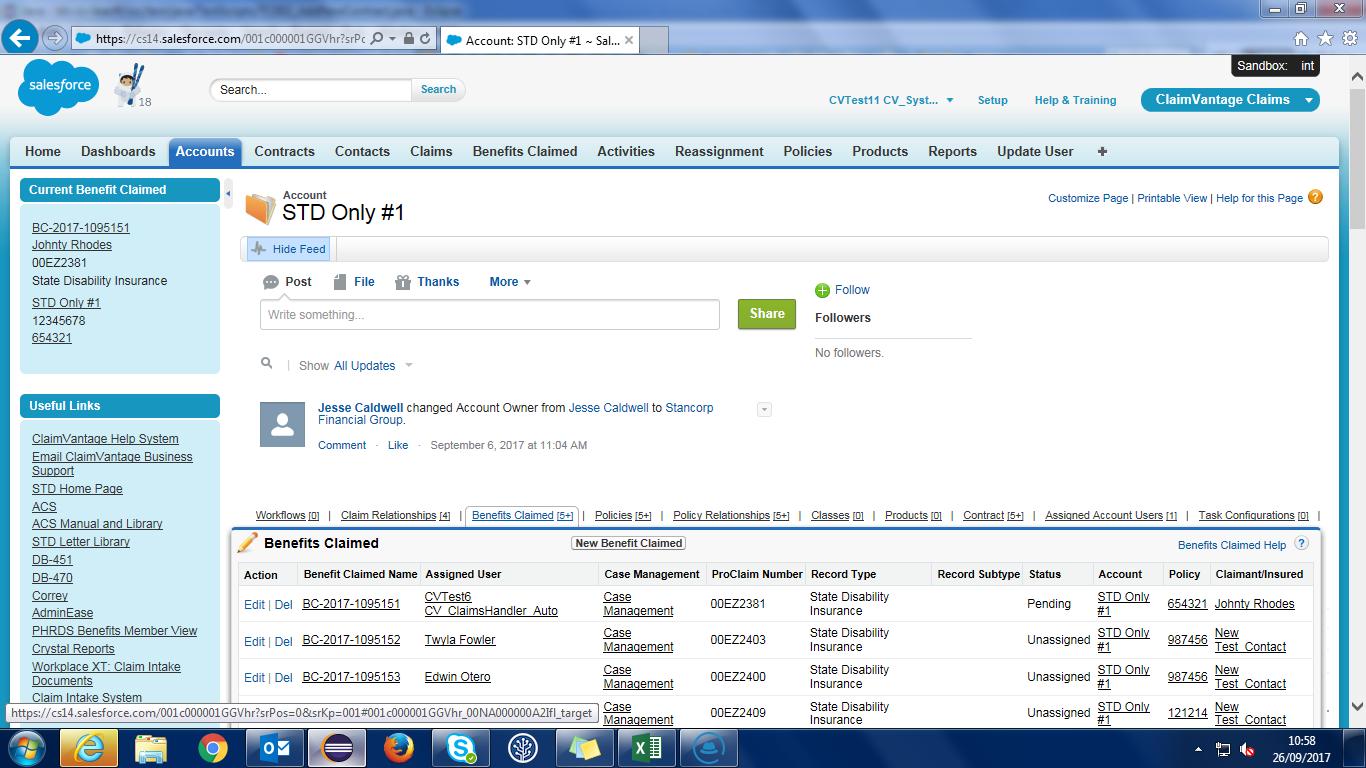 https://cs14.salesforce.com/001c000001GGVhr?srPc
Account: STD Only #1 ~ Sal...
Sandbox: int
salesforce
18
Search...
Search
CVTest11 CV_Syst...
Setup
Help & Training
ClaimVantage Claims
Home Dashboards Accounts Contracts Contacts Claims Benefits Claimed Activities Reassignment Policies Products Reports Update User +
Current Benefit Claimed
BC-2017-1095151
Johnty Rhodes
00EZ2381
State Disability Insurance
STD Only #1
12345678
654321
Useful Links
ClaimVantage Help System
Email ClaimVantage Business
Support
STD Home Page
ACS
ACS Manual and Library
STD Letter Library
DB-451
DB-470
Correy
AdminEase
PHRDS Benefits Member View
Crystal Reports
Workplace XT: Claim Intake
Documents
Claim Intake System
Account
STD Only #1
Customize Page | Printable View | Help for this Page ?
Hide Feed
Post File Thanks More
Write something...
Share
Follow
Followers
No followers.
Show All Updates
Jesse Caldwell changed Account Owner from Jesse Caldwell to Stancorp
Financial Group.
Comment · Like · September 6, 2017 at 11:04 AM
Workflows [0] | Claim Relationships [4] | Benefits Claimed [5+] | Policies [5+] | Policy Relationships [5+] | Classes [0] | Products [0] | Contract [5+] | Assigned Account Users [1] | Task Configurations [0] |
Benefits Claimed
New Benefit Claimed
Benefits Claimed Help ?
Action Benefit Claimed Name Assigned User Case Management ProClaim Number Record Type Record Subtype Status Account Policy Claimant/Insured
Edit | Del BC-2017-1095151 CVTest6 CV_ClaimsHandler_Auto Case Management 00EZ2381 State Disability Insurance Pending STD Only #1 654321 Johnty Rhodes
Edit | Del BC-2017-1095152 Twyla Fowler Case Management 00EZ2403 State Disability Insurance Unassigned STD Only #1 987456 New Test_Contact
Edit | Del BC-2017-1095153 Edwin Otero Case Management 00EZ2400 State Disability Insurance Unassigned STD Only #1 987456 New Test_Contact
Case Management 00EZ2409 State Disability Insurance Unassigned STD Only #1 121214 New Test_Contact
https://cs14.salesforce.com/001c000001GGVhr?srPos=0&srKp=001#001c000001GGVhr_00NA000000A2IfI_target
10:58
26/09/2017